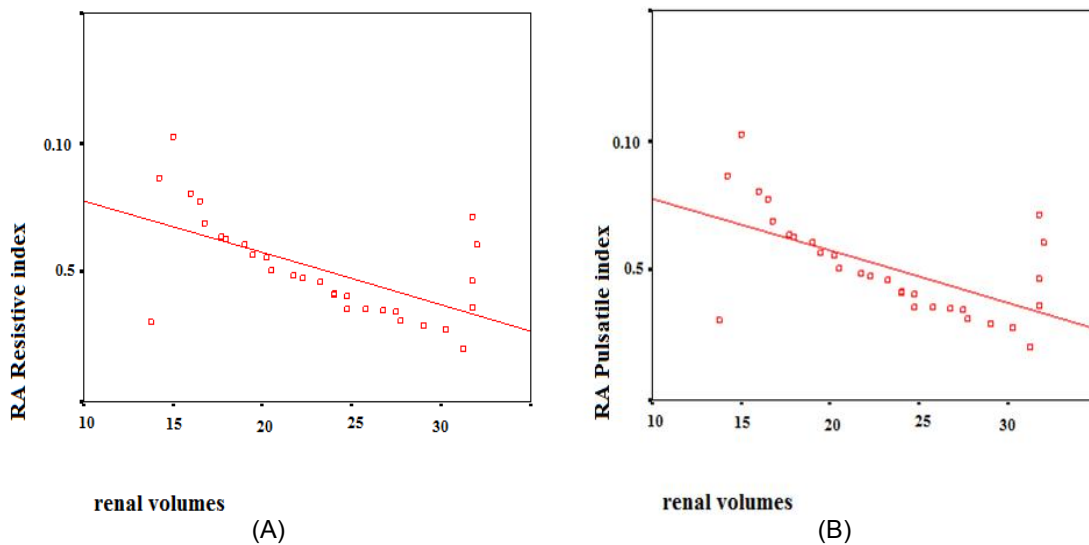 RA Resistive index
0.10
0.5
10 15 20 25 30
renal volumes
(A)
RA Pulsatile index
0.10
0.5
10 15 20 25 30
renal volumes
(B)